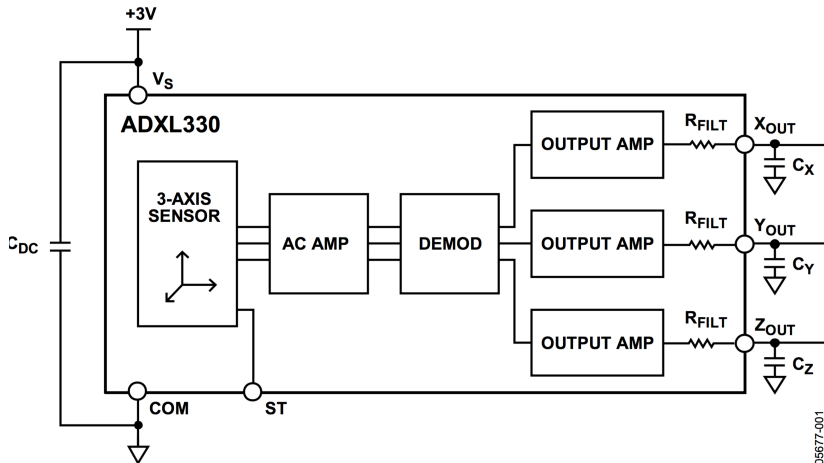 +3V
VS
ADXL330
3-AXIS
SENSOR
AC AMP
DEMOD
OUTPUT AMP
RFILT
XOUT
CX
OUTPUT AMP
RFILT
YOUT
CY
OUTPUT AMP
RFILT
ZOUT
CZ
CDC
COM
ST
05677-001